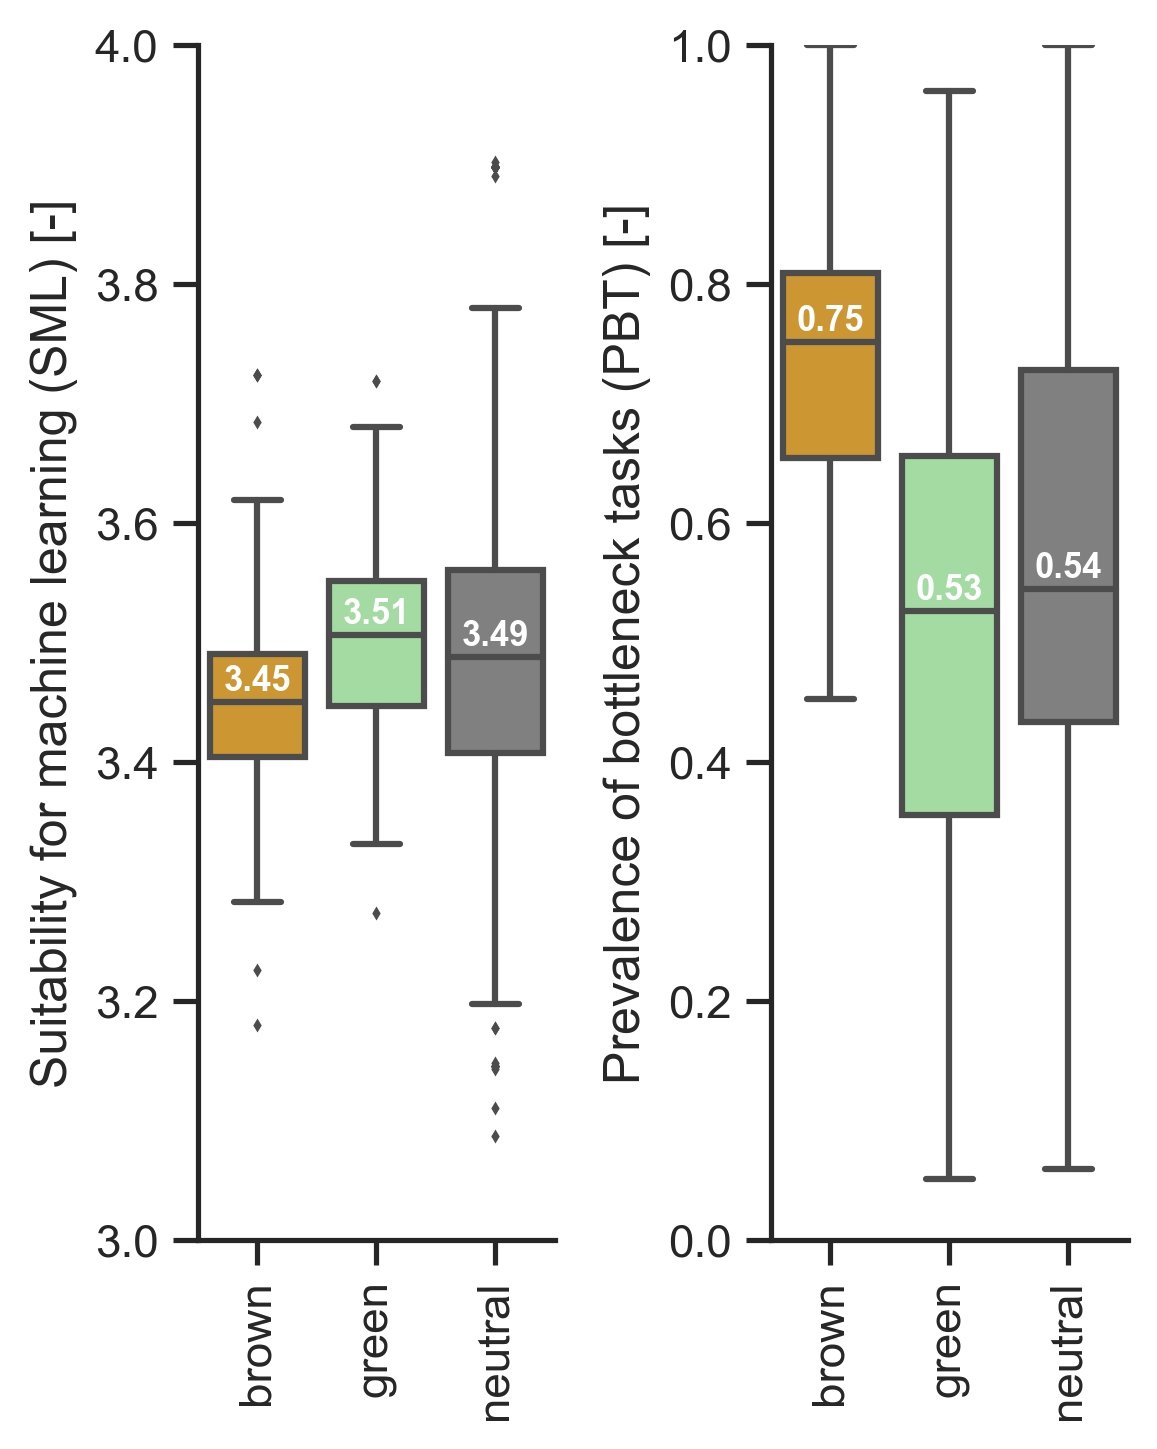 Suitability for machine learning (SML) [-]
4.0
3.8
3.6
3.4
3.2
3.0
3.45
3.51
3.49
brown
green
neutral
Prevalence of bottleneck tasks (PBT) [-]
1.0
0.8
0.6
0.4
0.2
0.0
0.75
0.53
0.54
brown
green
neutral